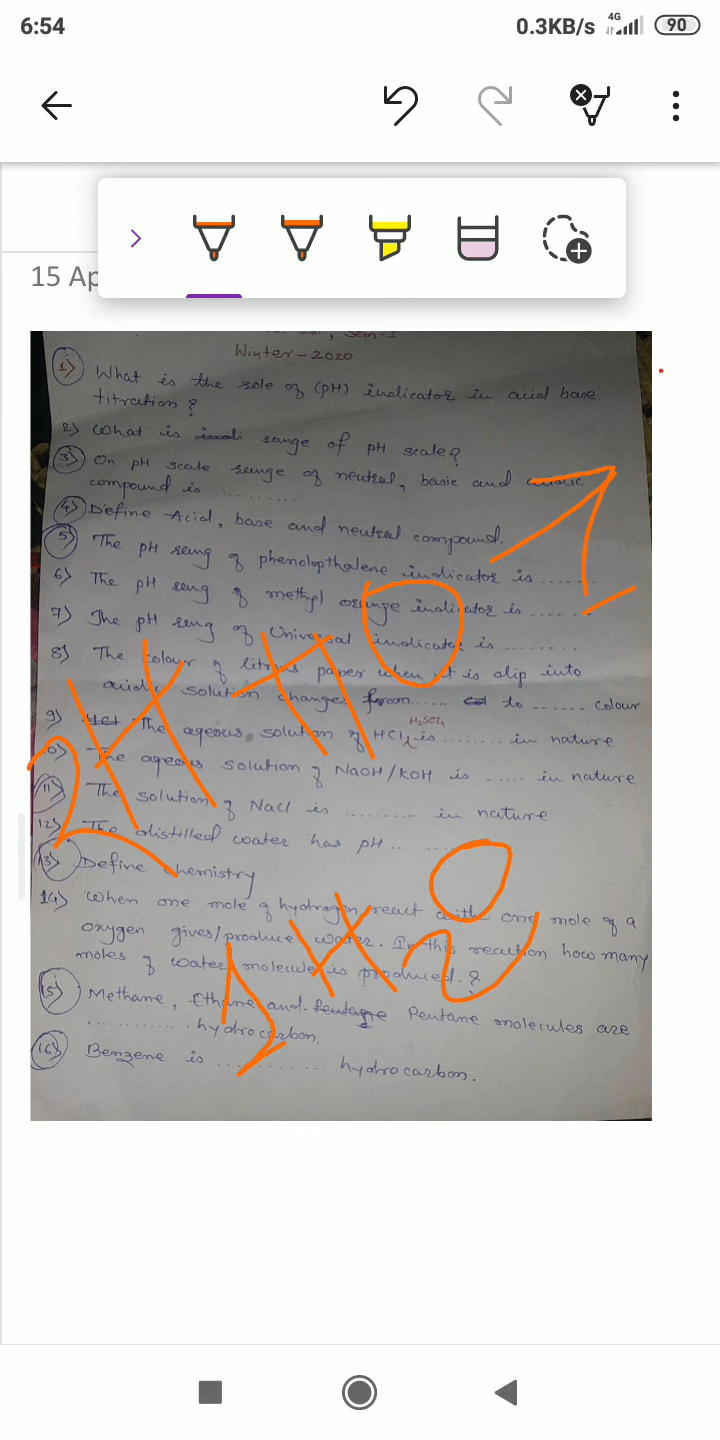 6:54
0.3KB/s
4G
90
15 Ap
Winter-2020
1) What is the role of (pH) indicator in acid base
titration ?
2) What is range of pH scale?
3) On pH scale range of neutral, basic and acidic
compound is ............
4) Define Acid, base and neutral compound.
5) The pH reng of phenolopthalene indicator is ......
6) The pH reng of methyl orange indicator is ......
7) The pH reng of Universal indicator is ........
8) The colour of litmus paper when it is dip into
acidic solution changes from..... to ...... colour
H₂SO₄
9) The aqeous solution of HCl is ........ in nature
10) The aqeous solution of NaOH/KOH is ..... in nature
11) The solution of Nacl is ......... in nature
12) The distilled water has pH ........
13) Define chemistry
14) When one mole of hydrogen react with one mole of a
oxygen gives/produce water. In this reaction how many
moles of water molecule is produced.?
15) Methane, Ethane and Pentane molecules are
............. hydrocarbon.
16) Benzene is ............ hydrocarbon.